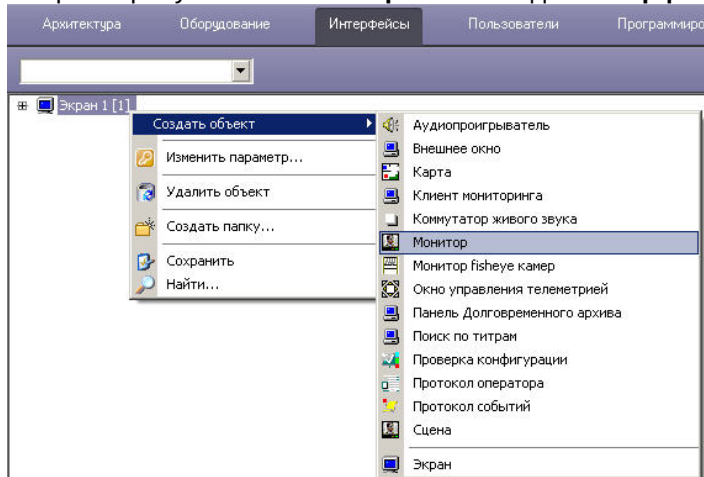 Архитектура Оборудование Интерфейсы Пользователи Программиро
Экран 1 [1]
Создать объект
Изменить параметр...
Удалить объект
Создать папку...
Сохранить
Найти...
Аудиопроигрыватель
Внешнее окно
Карта
Клиент мониторинга
Коммутатор живого звука
Монитор
Монитор fisheye камер
Окно управления телеметрией
Панель Долговременного архива
Поиск по титрам
Проверка конфигурации
Протокол оператора
Протокол событий
Сцена
Экран